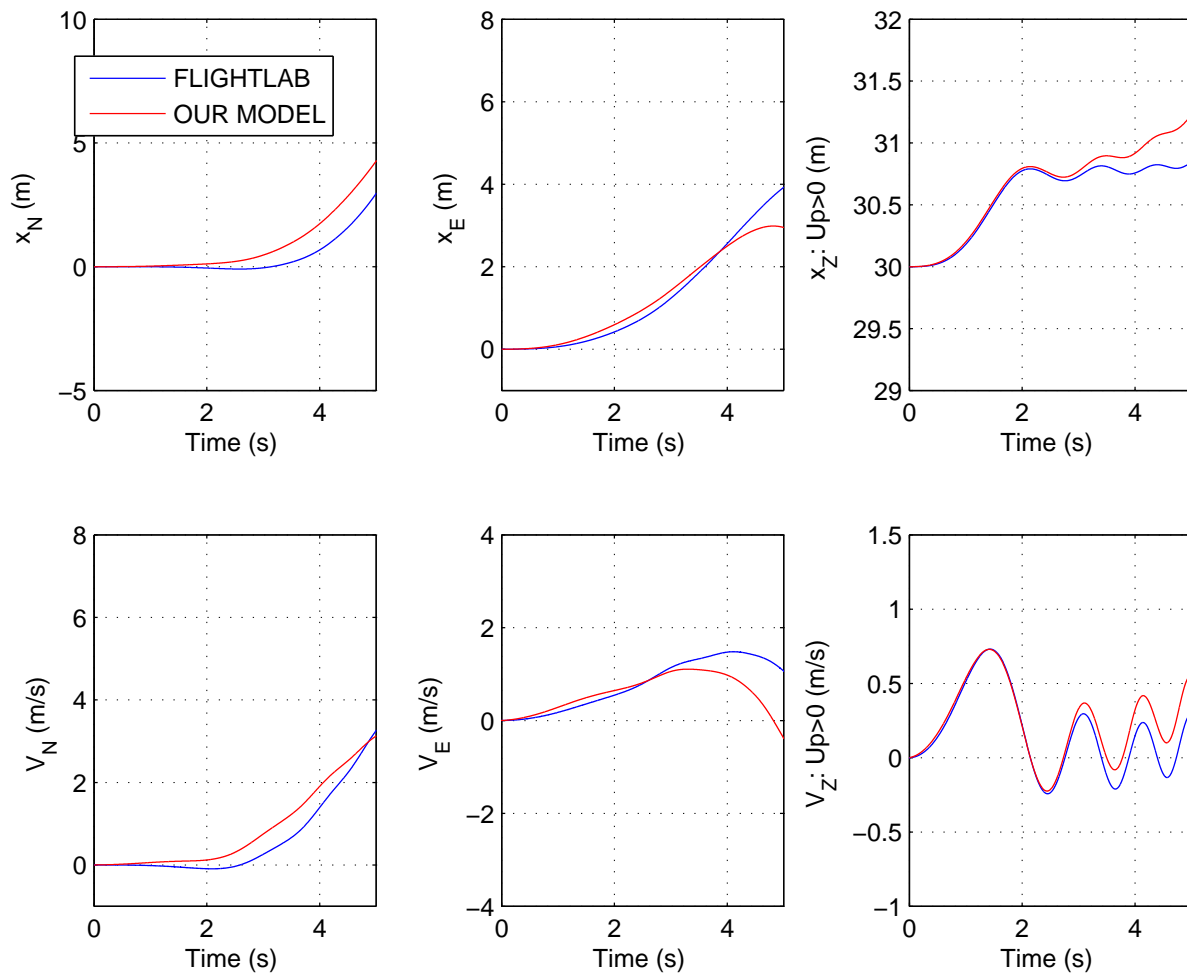 10
5
0
−5
x_N (m)
FLIGHTLAB
OUR MODEL
0 2 4
Time (s)
8
6
4
2
0
x_E (m)
0 2 4
Time (s)
32
31.5
31
30.5
30
29.5
29
x_Z: Up>0 (m)
0 2 4
Time (s)
8
6
4
2
0
V_N (m/s)
0 2 4
Time (s)
4
2
0
−2
−4
V_E (m/s)
0 2 4
Time (s)
1.5
1
0.5
0
−0.5
−1
V_Z: Up>0 (m/s)
0 2 4
Time (s)